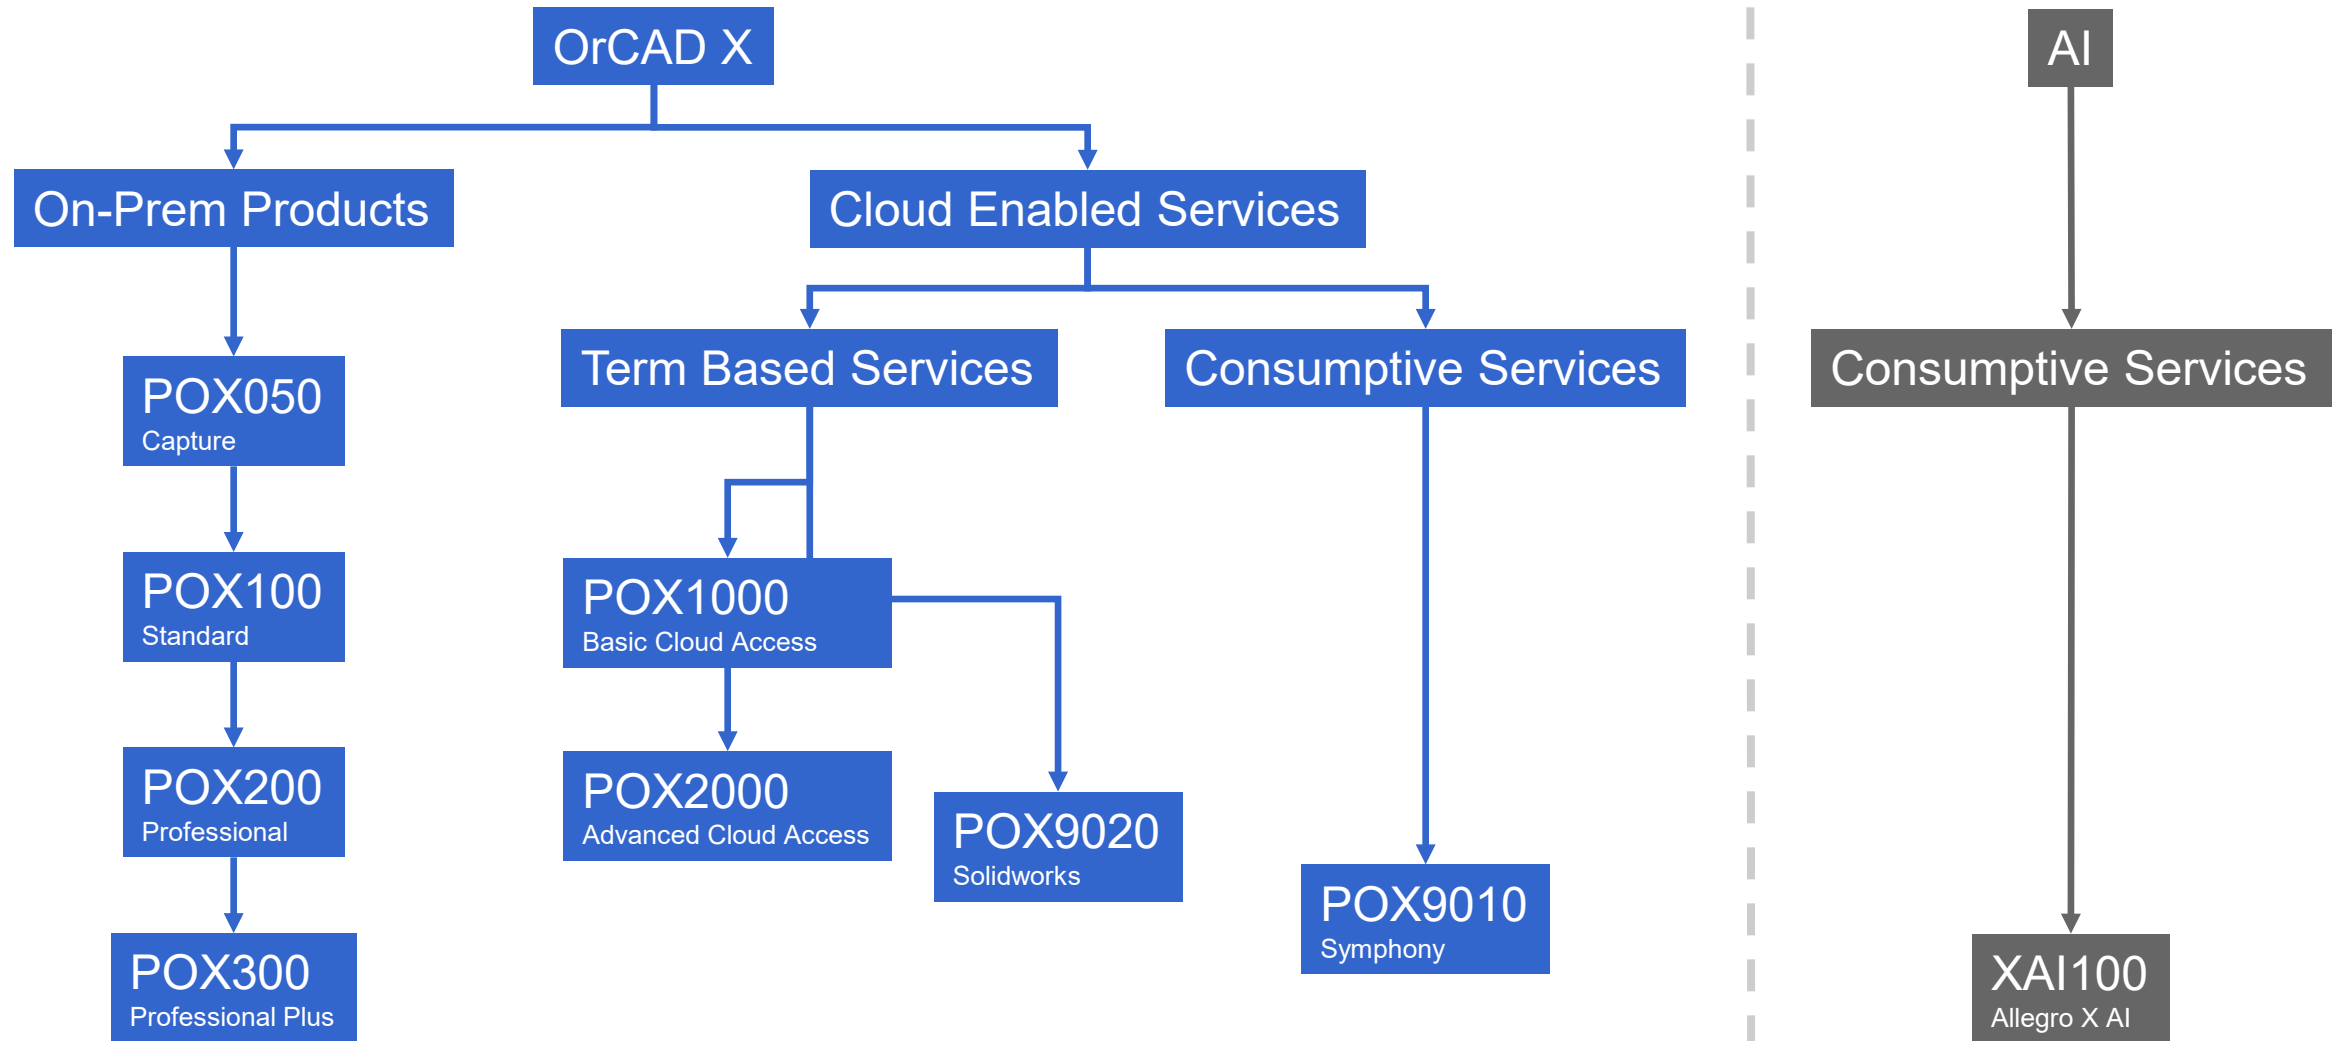 OrCAD X
AI
On-Prem Products
Cloud Enabled Services
Term Based Services
Consumptive Services
Consumptive Services
POX050
Capture
POX100
Standard
POX1000
Basic Cloud Access
POX200
Professional
POX2000
Advanced Cloud Access
POX9020
Solidworks
POX9010
Symphony
POX300
Professional Plus
XAI100
Allegro X AI